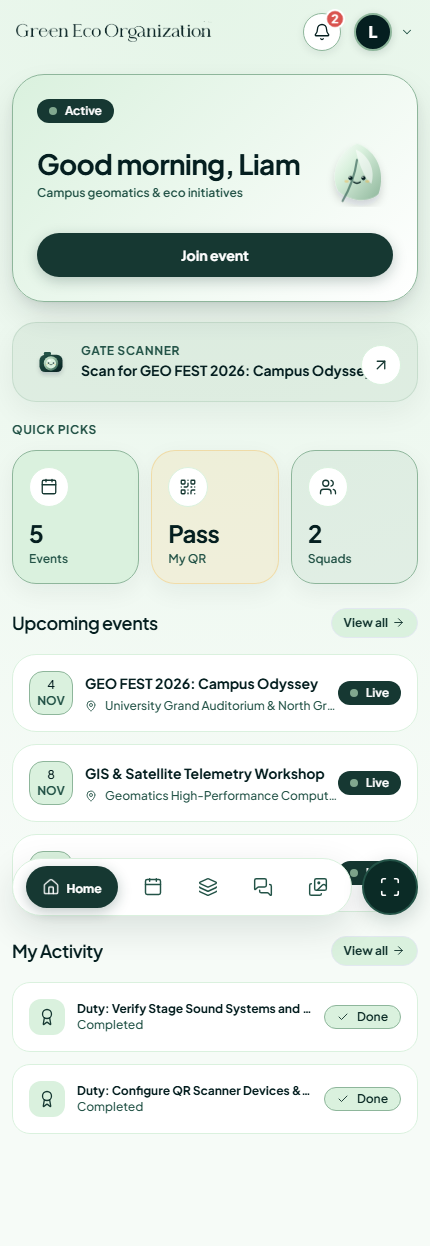 Green Eco Organization
2
L
Active
Good morning, Liam
Campus geomatics & eco initiatives
Join event
GATE SCANNER
Scan for GEO FEST 2026: Campus Odyssey
QUICK PICKS
5
Events
Pass
My QR
2
Squads
Upcoming events
View all
4
NOV
GEO FEST 2026: Campus Odyssey
University Grand Auditorium & North Gr...
Live
8
NOV
GIS & Satellite Telemetry Workshop
Geomatics High-Performance Comput...
Live
Home
My Activity
View all
Duty: Verify Stage Sound Systems and ...
Completed
Done
Duty: Configure QR Scanner Devices &...
Completed
Done